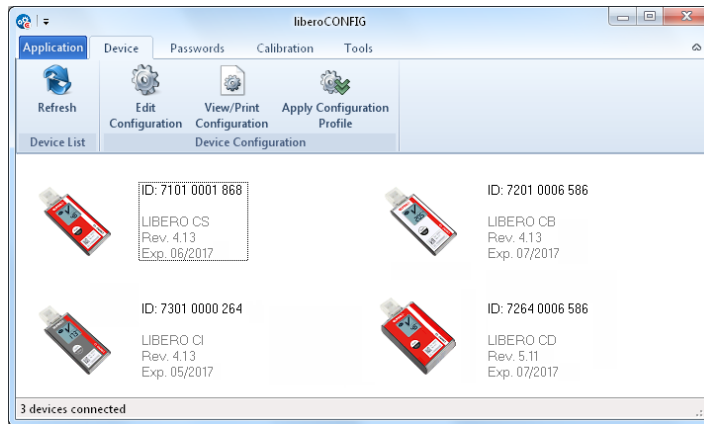 liberoCONFIG
Application Device Passwords Calibration Tools
Refresh
Edit Configuration
View/Print Configuration
Apply Configuration Profile
Device List
Device Configuration
ID: 7101 0001 868
LIBERO CS
Rev. 4.13
Exp. 06/2017
ID: 7201 0006 586
LIBERO CB
Rev. 4.13
Exp. 07/2017
ID: 7301 0000 264
LIBERO CI
Rev. 4.13
Exp. 05/2017
ID: 7264 0006 586
LIBERO CD
Rev. 5.11
Exp. 07/2017
3 devices connected